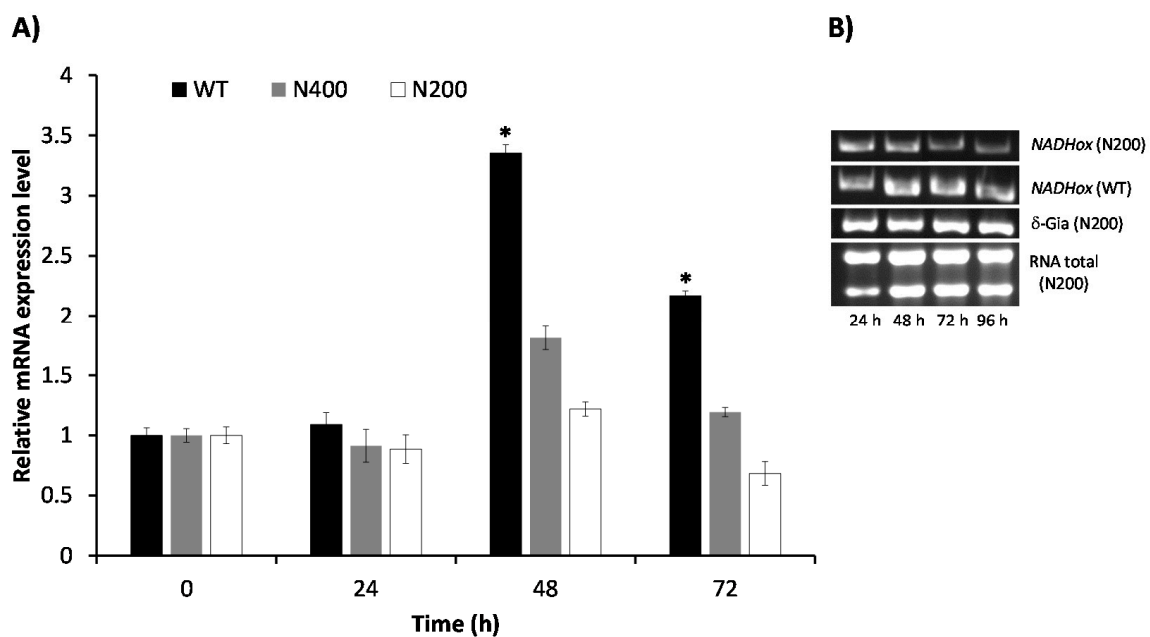 A)
Relative mRNA expression level
4
3.5
3
2.5
2
1.5
1
0.5
0
WT N400 N200
*
*
0 24 48 72
Time (h)
B)
NADHox (N200)
NADHox (WT)
δ-Gia (N200)
RNA total
(N200)
24 h 48 h 72 h 96 h